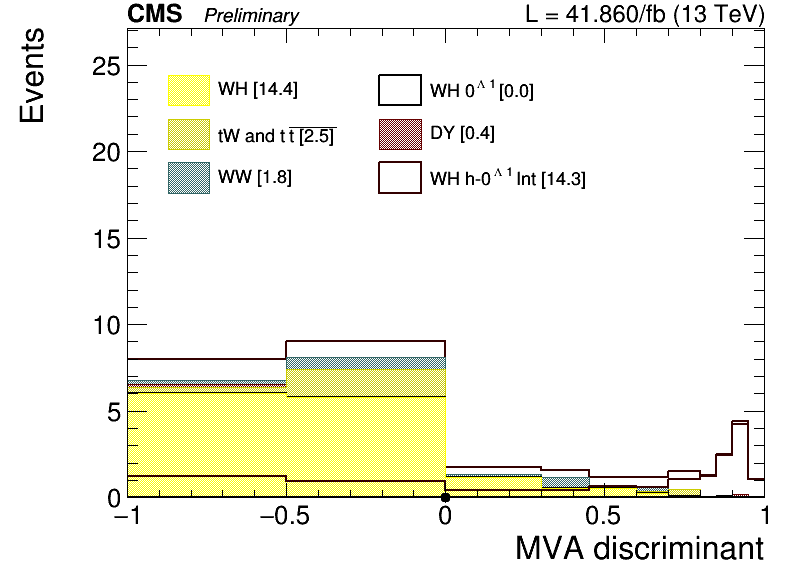 CMS Preliminary L = 41.860/fb (13 TeV)
Events
25
20
15
10
5
0
WH [14.4]
WH 0^Λ1 [0.0]
tW and t t̅ [2.5]
DY [0.4]
WW [1.8]
WH h-0^Λ1 Int [14.3]
−1 −0.5 0 0.5 1
MVA discriminant